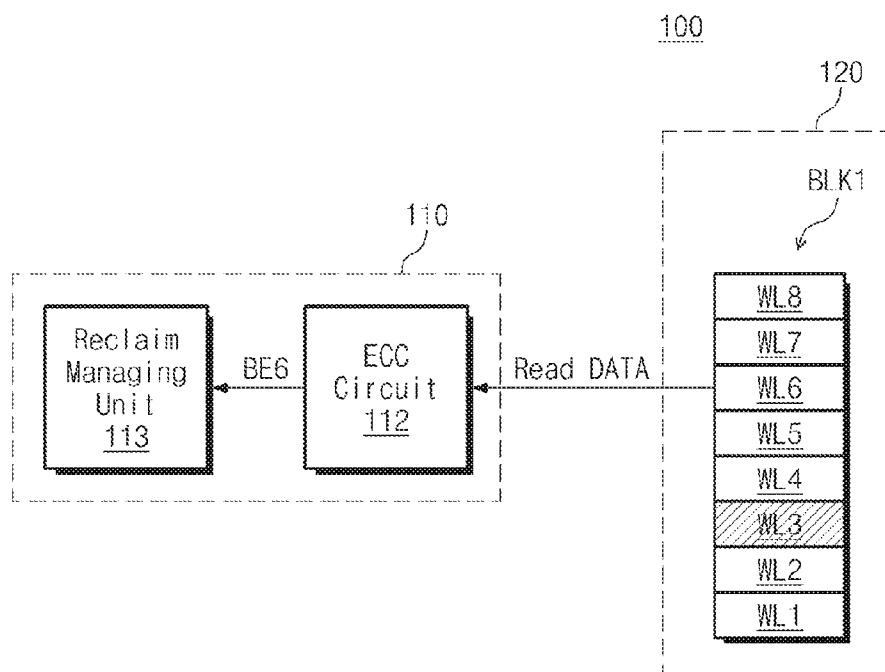 100
120
BLK1
110
WL8
WL7
WL6
WL5
WL4
WL3
WL2
WL1
Reclaim
Managing
Unit
113
BE6
ECC
Circuit
112
Read DATA